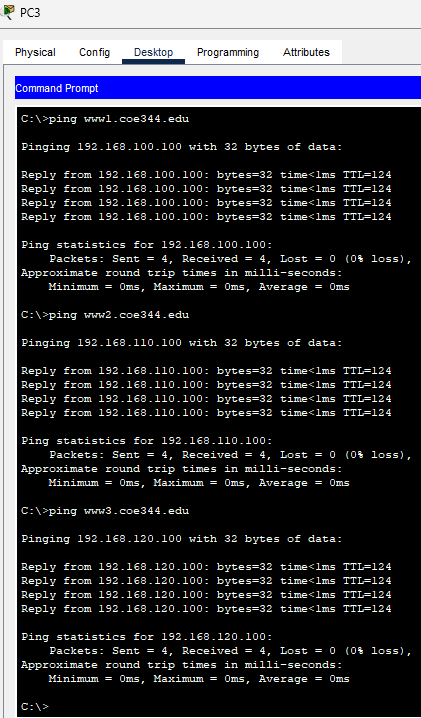 PC3
Physical Config Desktop Programming Attributes
Command Prompt
C:\>ping www1.coe344.edu
Pinging 192.168.100.100 with 32 bytes of data:
Reply from 192.168.100.100: bytes=32 time<1ms TTL=124
Reply from 192.168.100.100: bytes=32 time<1ms TTL=124
Reply from 192.168.100.100: bytes=32 time<1ms TTL=124
Reply from 192.168.100.100: bytes=32 time<1ms TTL=124
Ping statistics for 192.168.100.100:
    Packets: Sent = 4, Received = 4, Lost = 0 (0% loss),
Approximate round trip times in milli-seconds:
    Minimum = 0ms, Maximum = 0ms, Average = 0ms
C:\>ping www2.coe344.edu
Pinging 192.168.110.100 with 32 bytes of data:
Reply from 192.168.110.100: bytes=32 time<1ms TTL=124
Reply from 192.168.110.100: bytes=32 time<1ms TTL=124
Reply from 192.168.110.100: bytes=32 time<1ms TTL=124
Reply from 192.168.110.100: bytes=32 time<1ms TTL=124
Ping statistics for 192.168.110.100:
    Packets: Sent = 4, Received = 4, Lost = 0 (0% loss),
Approximate round trip times in milli-seconds:
    Minimum = 0ms, Maximum = 0ms, Average = 0ms
C:\>ping www3.coe344.edu
Pinging 192.168.120.100 with 32 bytes of data:
Reply from 192.168.120.100: bytes=32 time<1ms TTL=124
Reply from 192.168.120.100: bytes=32 time<1ms TTL=124
Reply from 192.168.120.100: bytes=32 time<1ms TTL=124
Reply from 192.168.120.100: bytes=32 time<1ms TTL=124
Ping statistics for 192.168.120.100:
    Packets: Sent = 4, Received = 4, Lost = 0 (0% loss),
Approximate round trip times in milli-seconds:
    Minimum = 0ms, Maximum = 0ms, Average = 0ms
C:\>